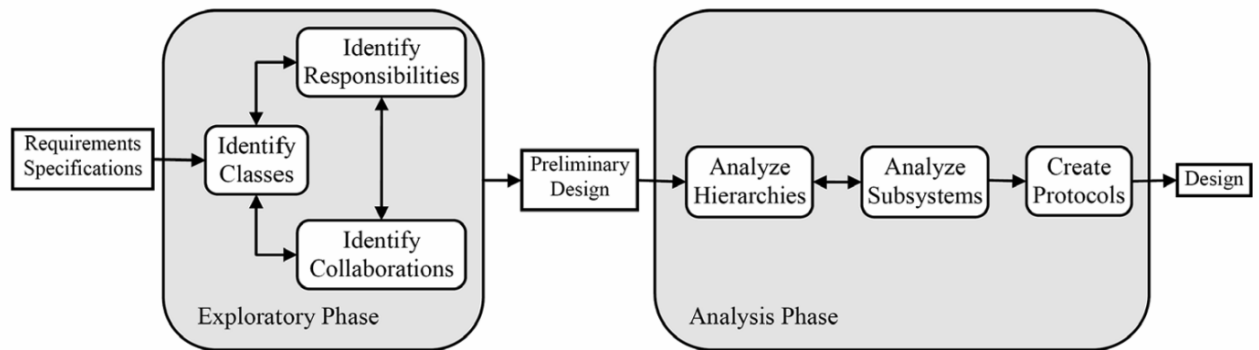 Requirements
Specifications
Identify
Responsibilities
Identify
Classes
Identify
Collaborations
Exploratory Phase
Preliminary
Design
Analyze
Hierarchies
Analyze
Subsystems
Create
Protocols
Analysis Phase
Design